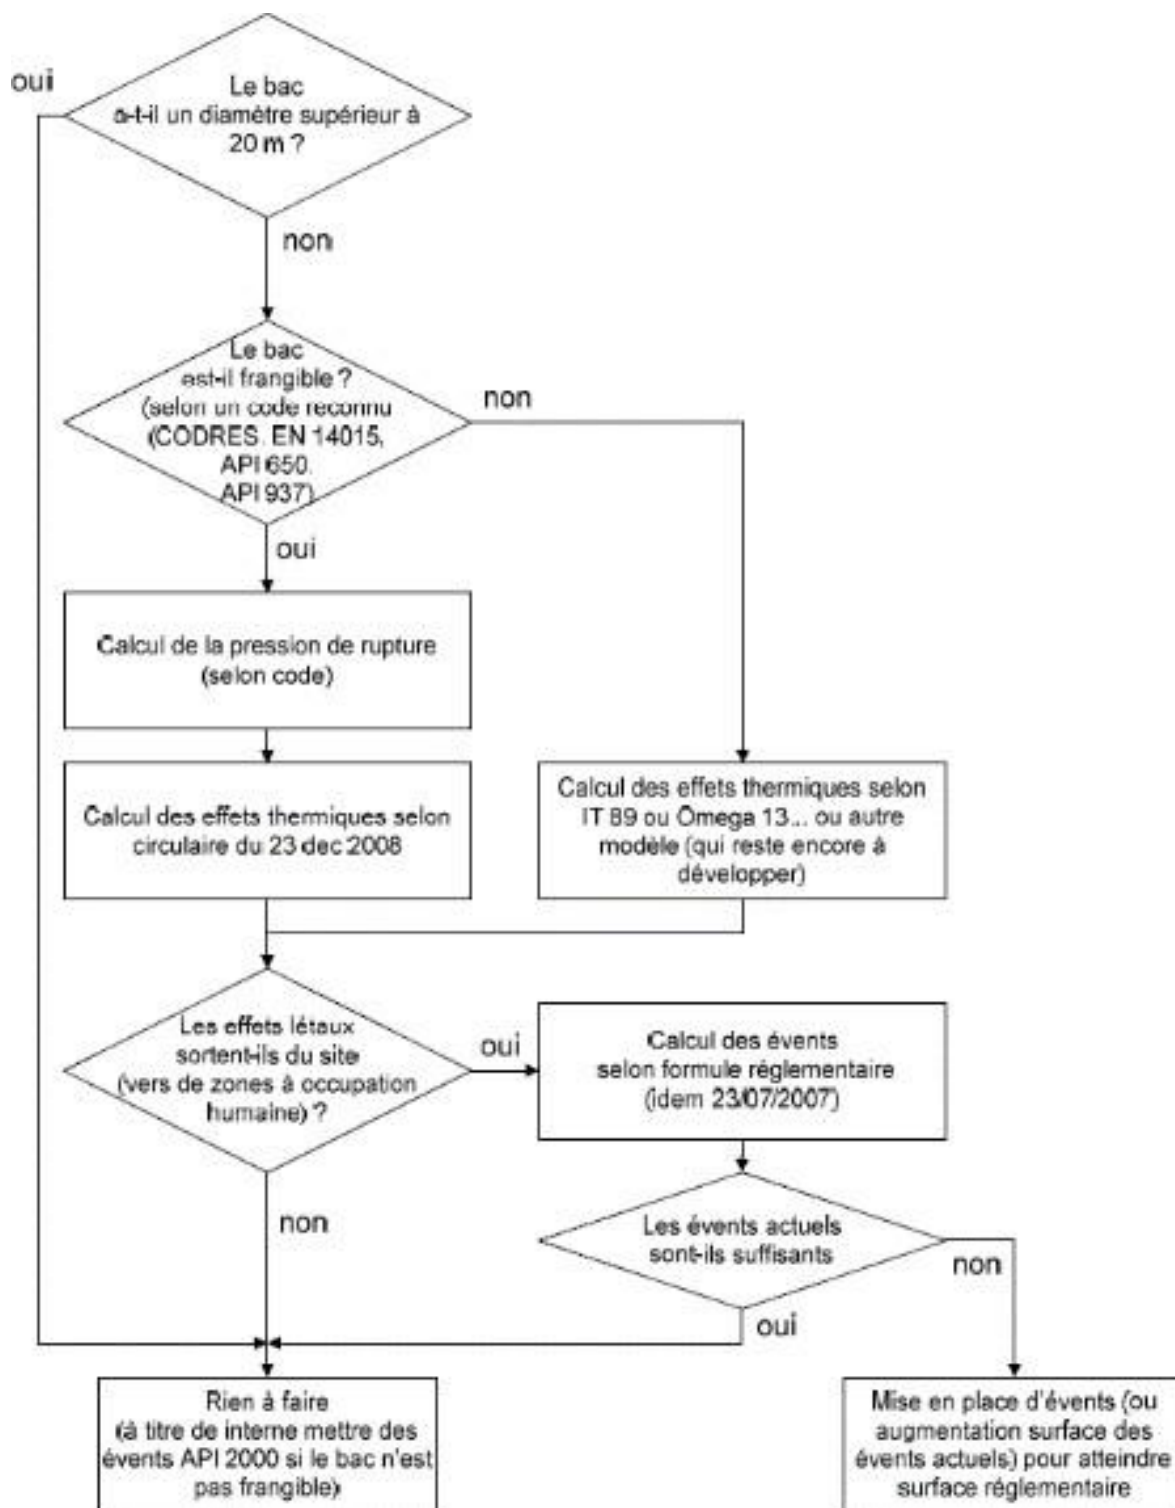 oui
Le bac
a-t-il un diamètre supérieur à
20 m ?
non
Le bac
est-il frangible ?
(selon un code reconnu
(CODRES. EN 14015,
API 650.
API 937)
non
oui
Calcul de la pression de rupture
(selon code)
Calcul des effets thermiques selon
circulaire du 23 dec 2008
Calcul des effets thermiques selon
IT 89 ou Omega 13... ou autre
modèle (qui reste encore à
développer)
Les effets létaux
sortent-ils du site
(vers de zones à occupation
humaine) ?
oui
Calcul des évents
selon formule réglementaire
(idem 23/07/2007)
non
Les évents actuels
sont-ils suffisants
non
oui
Rien à faire
(à titre de interne mettre des
évents API 2000 si le bac n'est
pas frangible)
Mise en place d'évents (ou
augmentation surface des
évents actuels) pour atteindre
surface réglementaire